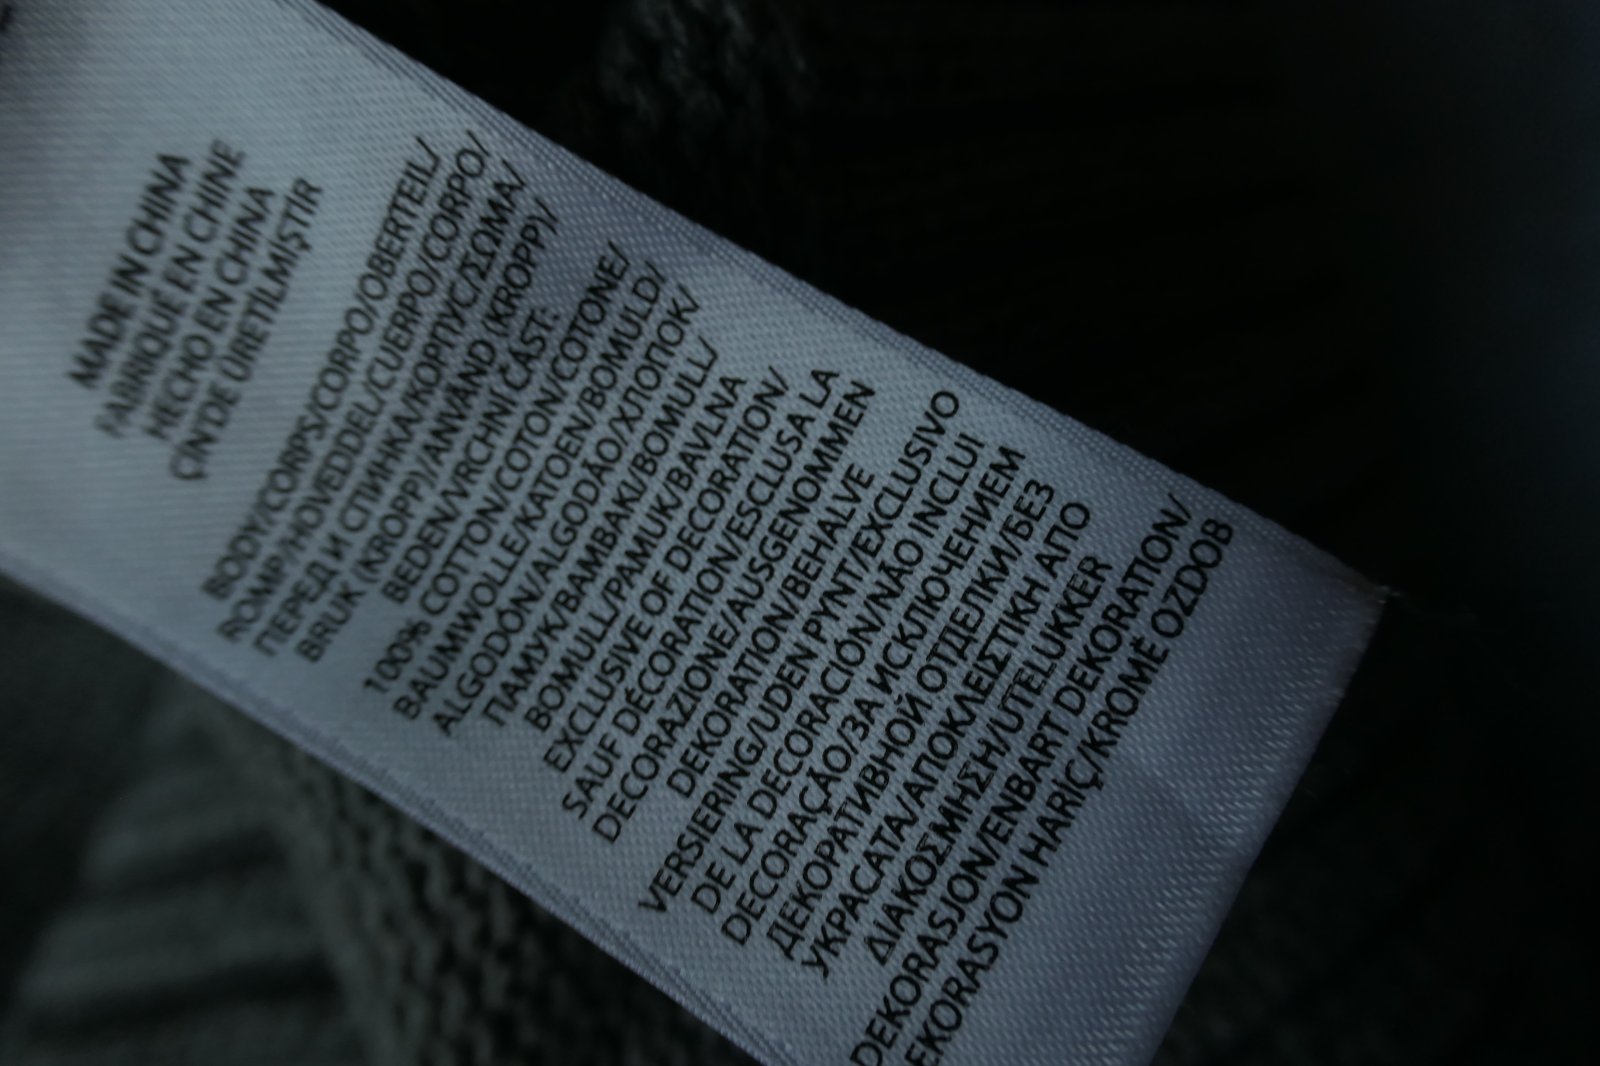 MADE IN CHINA
FABRIQUÉ EN CHINE
HECHO EN CHINA
ÇİN'DE ÜRETİLMİŞTİR
BODY/CORPS/CORPO/OBERTEIL/
ROMP/HOVEDDEL/CUERPO/CORPO/
ПЕРЕД И СПИНКА/КОРПУС/ΣΩΜΑ/
BRUK (KROPP)/ANVÄND (KROPP)/
BEDEN/VRCHNÍ ČÁST:
100% COTTON/COTON/COTONE/
BAUMWOLLE/KATOEN/BOMULD/
ALGODÓN/ALGODÃO/ХЛОПОК/
ПАМУК/ΒΑΜΒΑΚΙ/BOMULL/
BOMULL/PAMUK/BAVLNA
EXCLUSIVE OF DECORATION/
SAUF DÉCORATION/ESCLUSA LA
DECORAZIONE/AUSGENOMMEN
DEKORATION/BEHALVE
VERSIERING/UDEN PYNT/EXCLUSIVO
DE LA DECORACIÓN/NÃO INCLUI
DECORAÇÃO/ЗА ИСКЛЮЧЕНИЕМ
ДЕКОРАТИВНОЙ ОТДЕЛКИ/БЕЗ
УКРАСАТА/ΑΠΟΚΛΕΙΣΤΙΚΗ ΑΠΟ
ΔΙΑΚΟΣΜΗΣΗ/UTELUKKER
DEKORASJON/ENBART DEKORATION/
EKORASYON HARİÇ/KROMĚ OZDOB